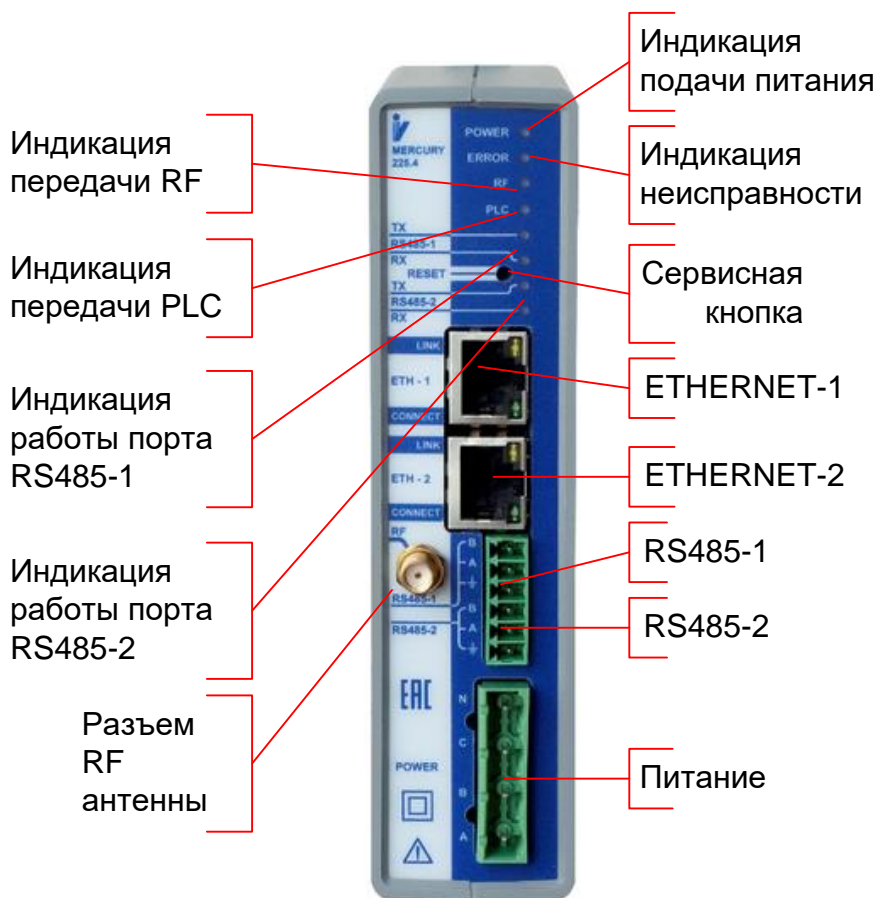 Индикация
подачи питания
Индикация
неисправности
Сервисная
кнопка
ETHERNET-1
ETHERNET-2
RS485-1
RS485-2
Питание
Индикация
передачи RF
Индикация
передачи PLC
Индикация
работы порта
RS485-1
Индикация
работы порта
RS485-2
Разъем
RF
антенны
MERCURY
225.4
POWER
ERROR
RF
PLC
TX
RS485-1
RX
RESET
TX
RS485-2
RX
LINK
ETH - 1
CONNECT
LINK
ETH - 2
CONNECT
RF
B
A
RS485-1
B
A
RS485-2
EAC
N
C
POWER
B
A